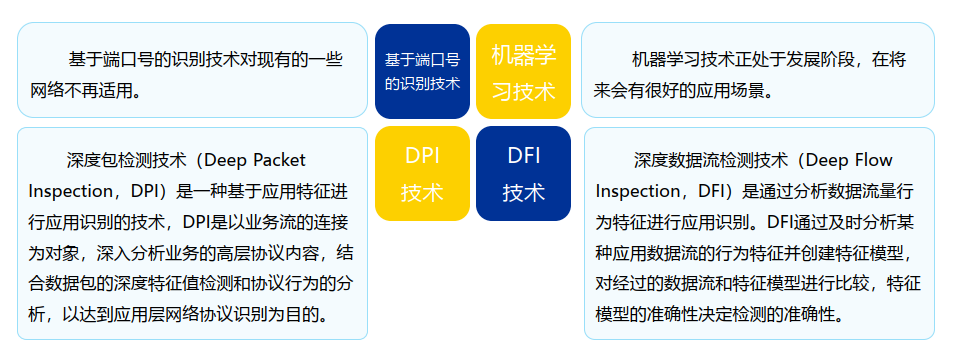 基于端口号的识别技术对现有的一些
网络不再适用。
基于端口号
的识别技术
机器学
习技术
机器学习技术正处于发展阶段，在将
来会有很好的应用场景。
深度包检测技术（Deep Packet
Inspection，DPI）是一种基于应用特征进
行应用识别的技术，DPI是以业务流的连接
为对象，深入分析业务的高层协议内容，结
合数据包的深度特征值检测和协议行为的分
析，以达到应用层网络协议识别为目的。
DPI
技术
DFI
技术
深度数据流检测技术（Deep Flow
Inspection，DFI）是通过分析数据流量行
为特征进行应用识别。DFI通过及时分析某
种应用数据流的行为特征并创建特征模型，
对经过的数据流和特征模型进行比较，特征
模型的准确性决定检测的准确性。